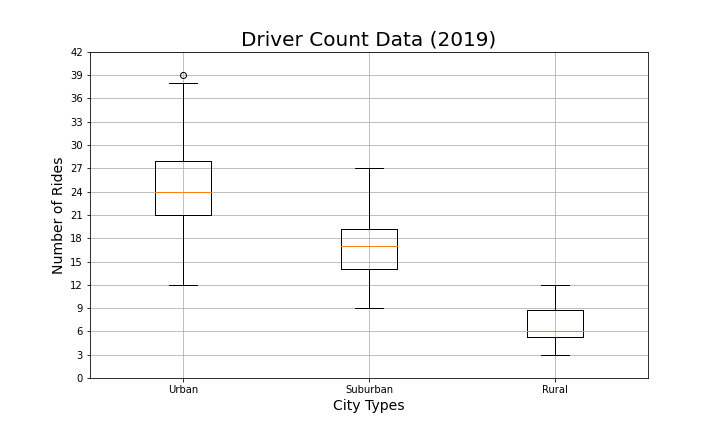 Driver Count Data (2019)
42
39
36
33
30
27
24
21
18
15
12
9
6
3
0
Number of Rides
Urban
Suburban
Rural
City Types